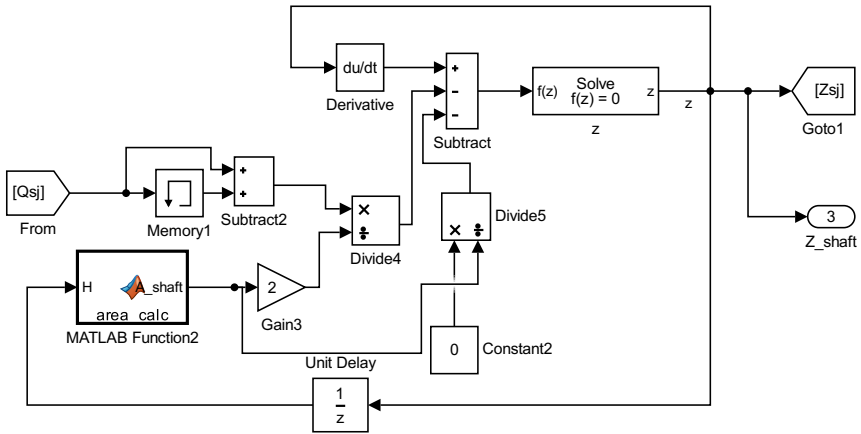 du/dt
Derivative
+
−
−
Subtract
f(z)
Solve
f(z) = 0
z
z
z
[Zsj]
Goto1
[Qsj]
From
Memory1
+
+
Subtract2
×
÷
Divide4
×
÷
Divide5
3
Z_shaft
H
A_shaft
area_calc
MATLAB Function2
2
Gain3
0
Constant2
Unit Delay
1
z